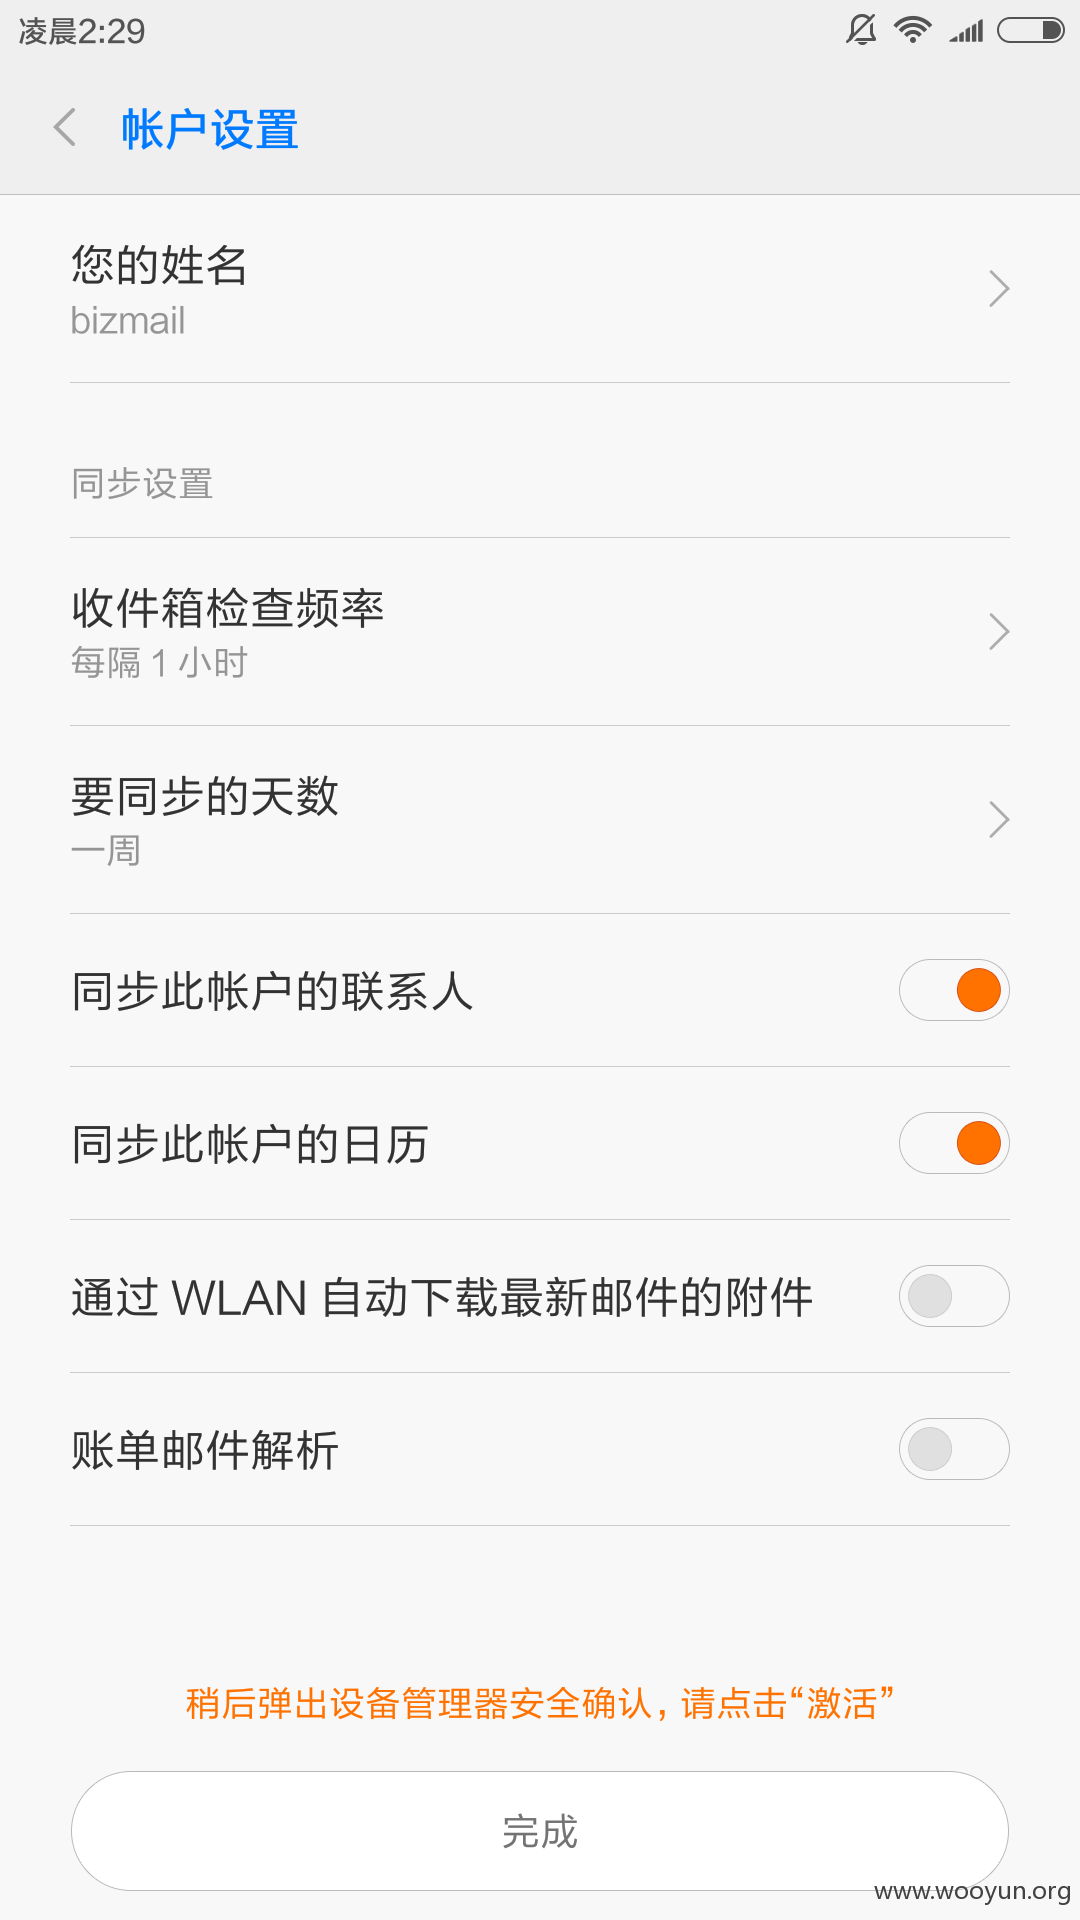 凌晨2:29
帐户设置
您的姓名
bizmail
同步设置
收件箱检查频率
每隔 1 小时
要同步的天数
一周
同步此帐户的联系人
同步此帐户的日历
通过 WLAN 自动下载最新邮件的附件
账单邮件解析
稍后弹出设备管理器安全确认，请点击“激活”
完成
www.wooyun.org